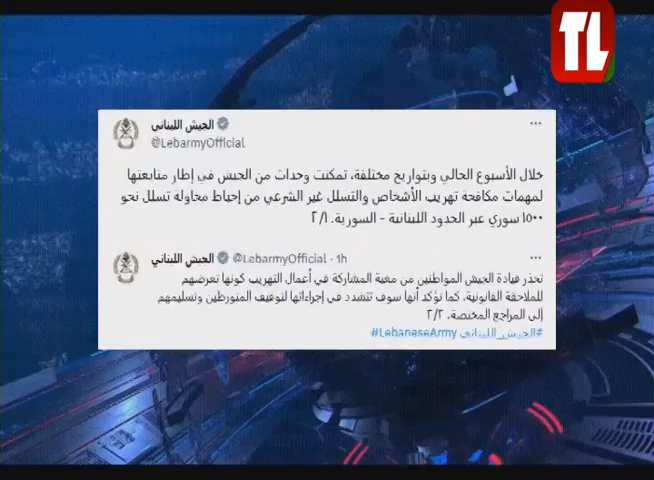 TL
الجيش اللبناني
@LebarmyOfficial
خلال الأسبوع الحالي وبتواريخ مختلفة، تمكنت وحدات من الجيش في إطار متابعتها
لمهمات مكافحة تهريب الأشخاص والتسلل غير الشرعي من إحباط محاولة تسلل نحو
١٥٠٠ سوري عبر الحدود اللبنانية - السورية. ٢/١
الجيش اللبناني @LebarmyOfficial · 1h
تحذر قيادة الجيش المواطنين من مغبة المشاركة في أعمال التهريب كونها تعرضهم
للملاحقة القانونية، كما تؤكد أنها سوف تتشدد في إجراءاتها لتوقيف المتورطين وتسليمهم
إلى المراجع المختصة. ٢/٢
#الجيش_اللبناني #LebaneseArmy